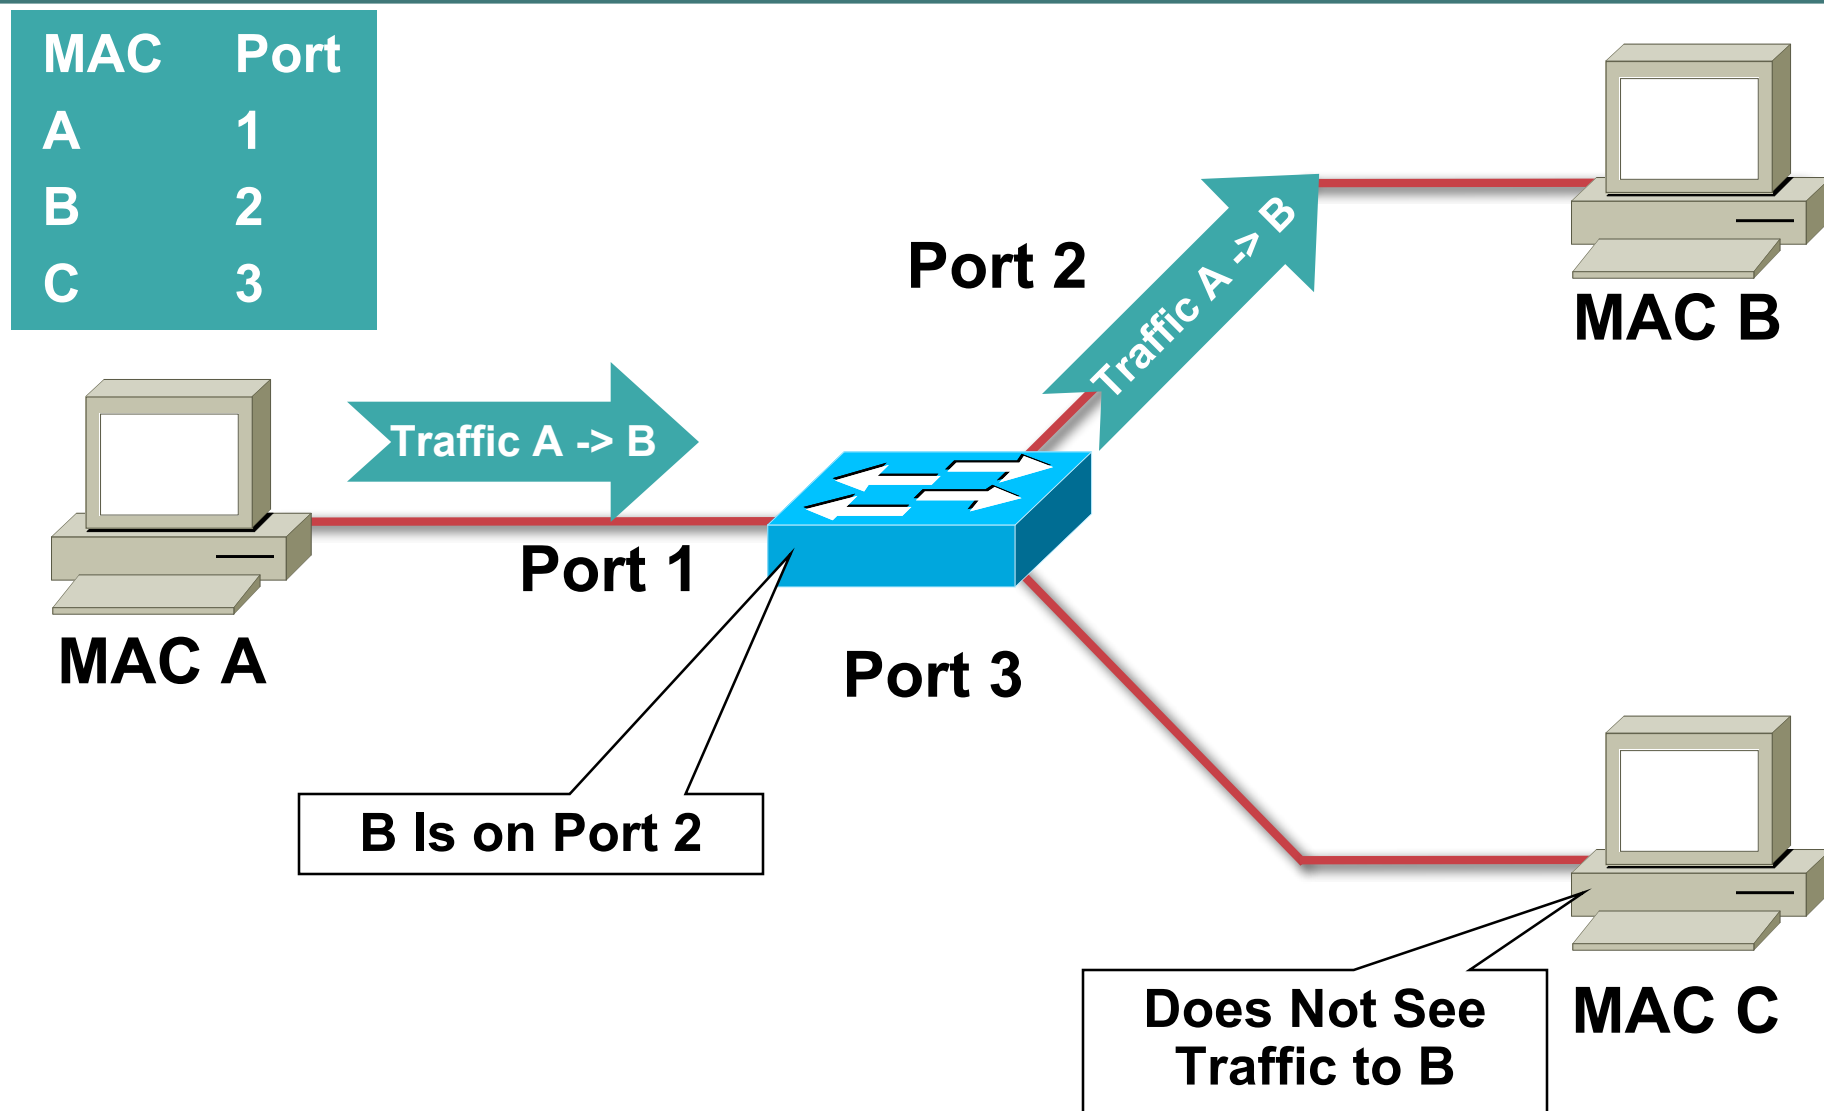 MAC Port
A 1
B 2
C 3
Port 2
Traffic A -> B
MAC B
Traffic A -> B
Port 1
MAC A
Port 3
B Is on Port 2
Does Not See
Traffic to B
MAC C